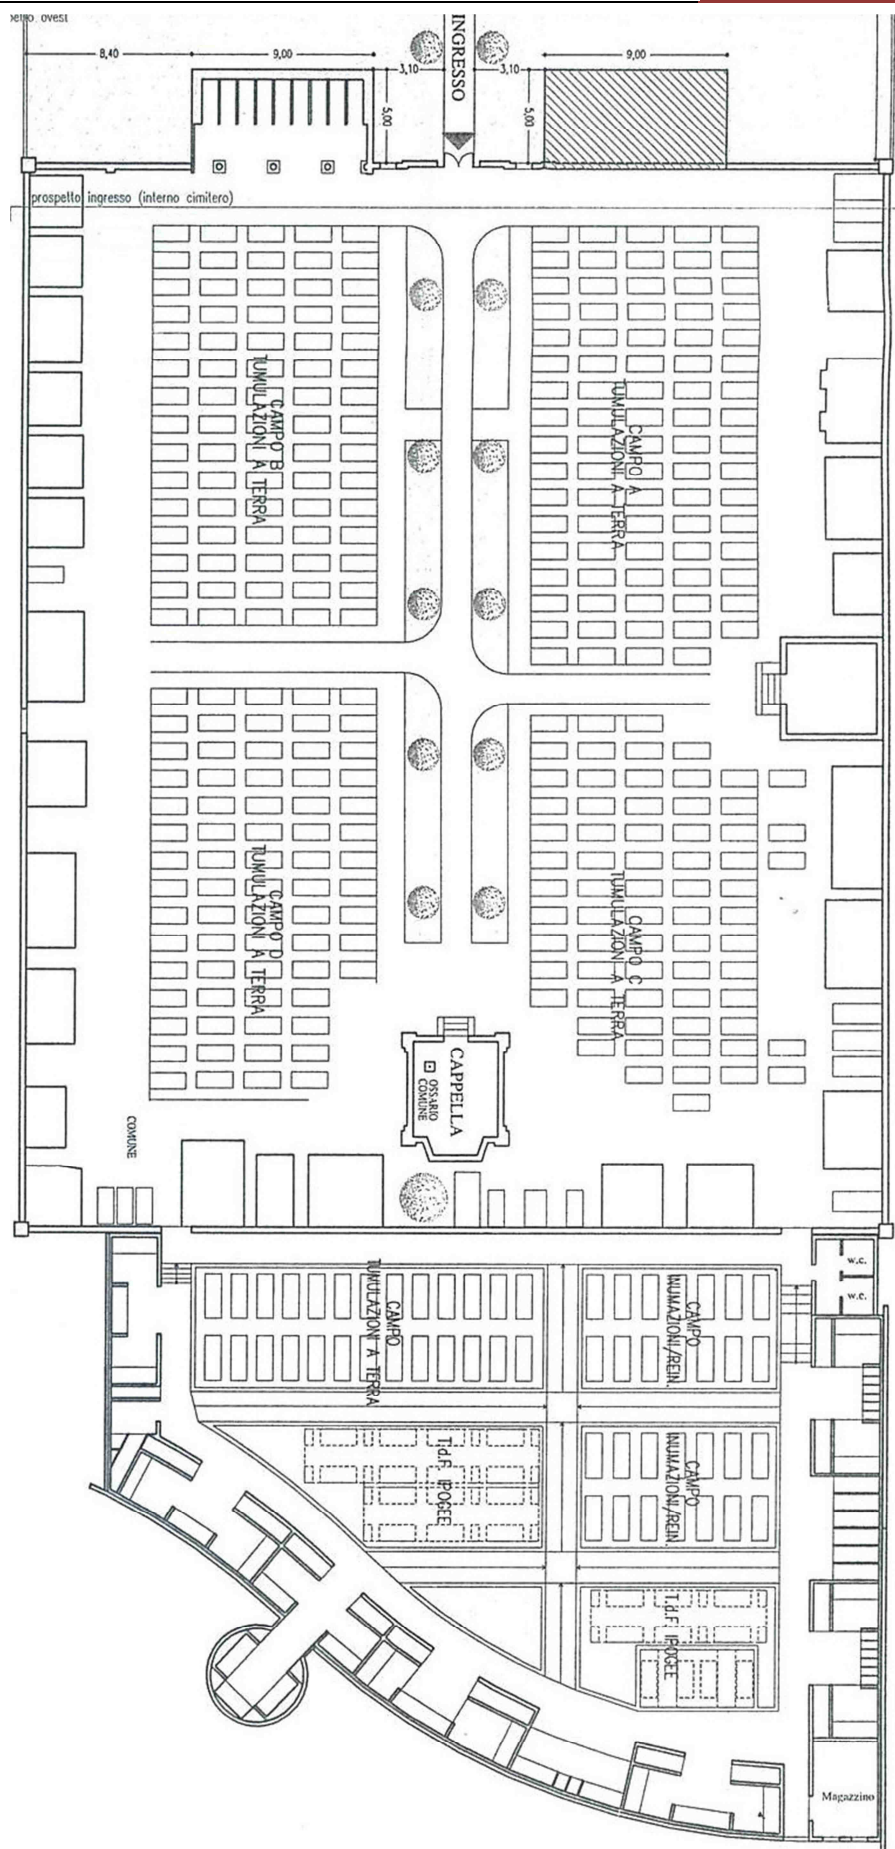 ovest
8,40
9,00
3,10
INGRESSO
3,10
9,00
5,00
5,00
prospetto ingresso (interno cimitero)
CAMPO B
TUMULAZIONI A TERRA
CAMPO A
TUMULAZIONI A TERRA
CAMPO D
TUMULAZIONI A TERRA
CAMPO C
TUMULAZIONI A TERRA
CAPPELLA
OSSARIO
COMUNE
COMUNE
w.c.
w.c.
CAMPO
TUMULAZIONI A TERRA
CAMPO
INUMAZIONI/REIN.
T.d.F. IPOGEE
CAMPO
INUMAZIONI/REIN.
T.d.F. IPOGEE
Magazzino